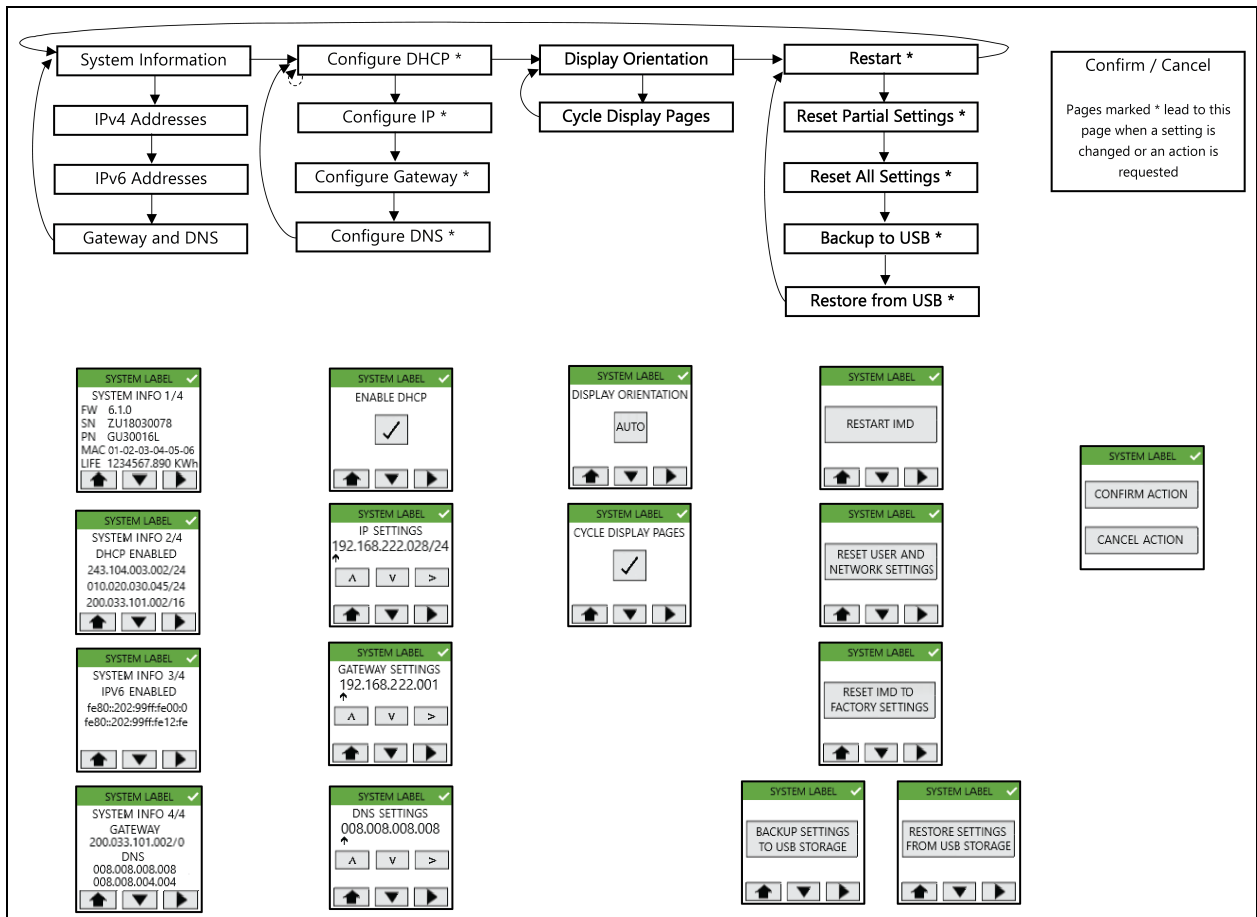 System Information
Configure DHCP *
Display Orientation
Restart *
IPv4 Addresses
Configure IP *
Cycle Display Pages
Reset Partial Settings *
IPv6 Addresses
Configure Gateway *
Reset All Settings *
Gateway and DNS
Configure DNS *
Backup to USB *
Restore from USB *
Confirm / Cancel
Pages marked * lead to this
page when a setting is
changed or an action is
requested
SYSTEM LABEL
SYSTEM INFO 1/4
FW 6.1.0
SN ZU18030078
PN GU30016L
MAC 01-02-03-04-05-06
LIFE 1234567.890 KWh
SYSTEM LABEL
SYSTEM INFO 2/4
DHCP ENABLED
243.104.003.002/24
010.020.030.045/24
200.033.101.002/16
SYSTEM LABEL
SYSTEM INFO 3/4
IPV6 ENABLED
fe80::202:99ff:fe00:0
fe80::202:99ff:fe12:fe
SYSTEM LABEL
SYSTEM INFO 4/4
GATEWAY
200.033.101.002/0
DNS
008.008.008.008
008.008.004.004
SYSTEM LABEL
ENABLE DHCP
SYSTEM LABEL
IP SETTINGS
192.168.222.028/24
SYSTEM LABEL
GATEWAY SETTINGS
192.168.222.001
SYSTEM LABEL
DNS SETTINGS
008.008.008.008
SYSTEM LABEL
DISPLAY ORIENTATION
AUTO
SYSTEM LABEL
CYCLE DISPLAY PAGES
SYSTEM LABEL
RESTART IMD
SYSTEM LABEL
RESET USER AND
NETWORK SETTINGS
SYSTEM LABEL
RESET IMD TO
FACTORY SETTINGS
SYSTEM LABEL
BACKUP SETTINGS
TO USB STORAGE
SYSTEM LABEL
RESTORE SETTINGS
FROM USB STORAGE
SYSTEM LABEL
CONFIRM ACTION
CANCEL ACTION